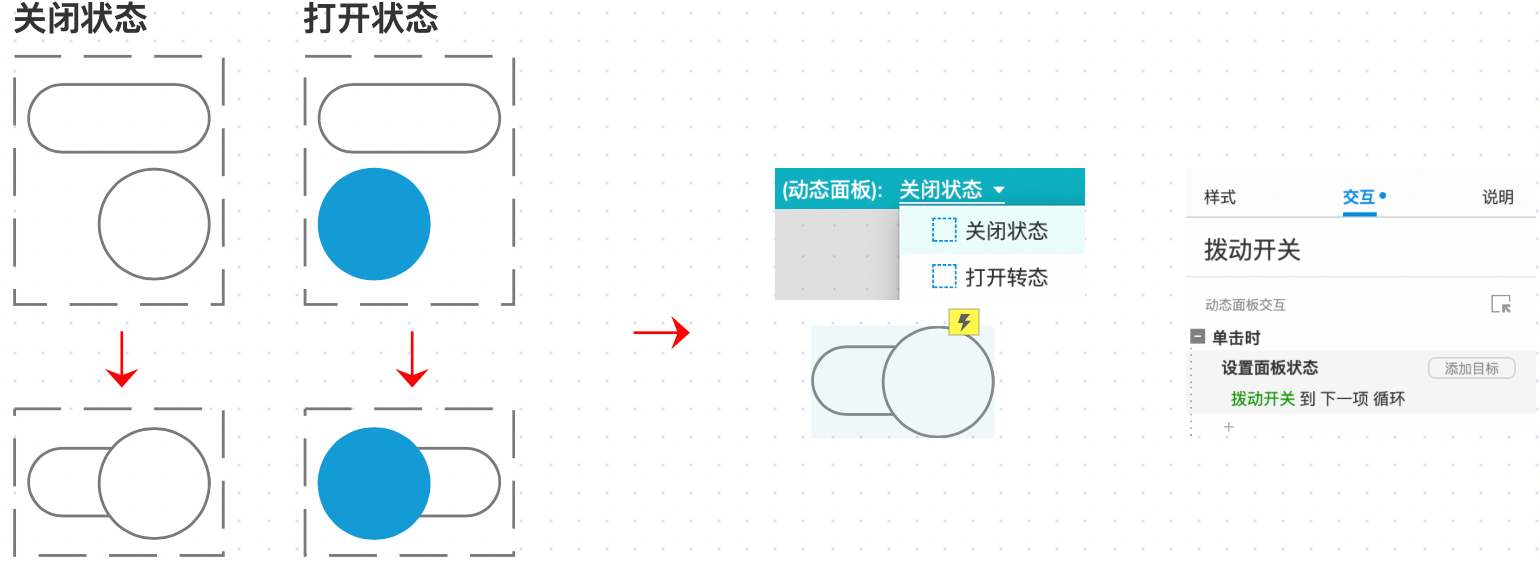 关闭状态
打开状态
(动态面板): 关闭状态
关闭状态
打开转态
样式 交互 说明
拨动开关
动态面板交互
单击时
设置面板状态 添加目标
拨动开关 到 下一项 循环
+